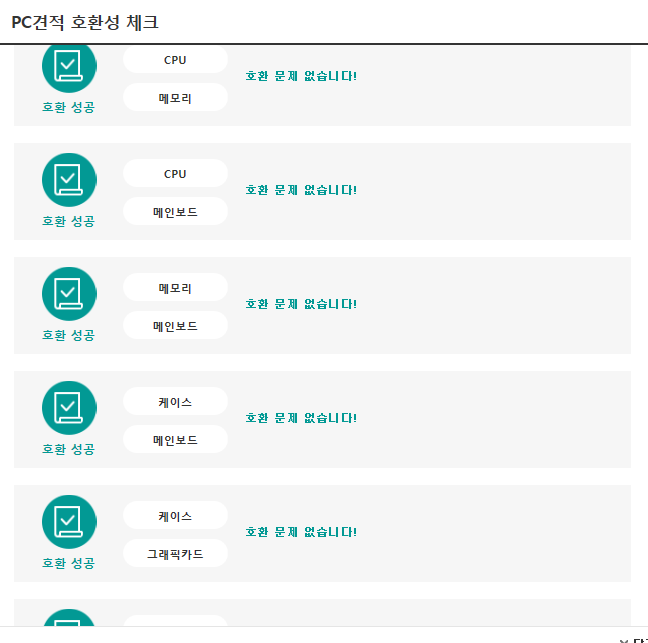 PC견적 호환성 체크
CPU
호환 문제 없습니다!
메모리
호환 성공
CPU
호환 문제 없습니다!
메인보드
호환 성공
메모리
호환 문제 없습니다!
메인보드
호환 성공
케이스
호환 문제 없습니다!
메인보드
호환 성공
케이스
호환 문제 없습니다!
그래픽카드
호환 성공